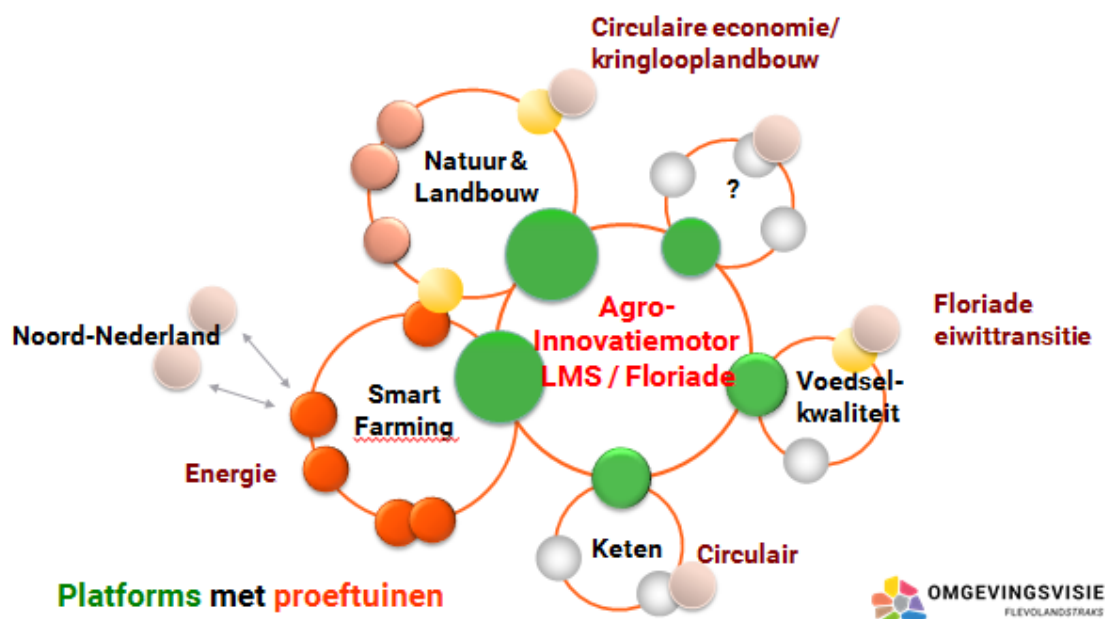 Circulaire economie/
kringlooplandbouw
Natuur &
Landbouw
?
Agro-
Innovatiemotor
LMS / Floriade
Floriade
eiwittransitie
Noord-Nederland
Voedsel-
kwaliteit
Smart
Farming
Energie
Keten
Circulair
Platforms met proeftuinen
OMGEVINGSVISIE
FLEVOLANDSTRAKS